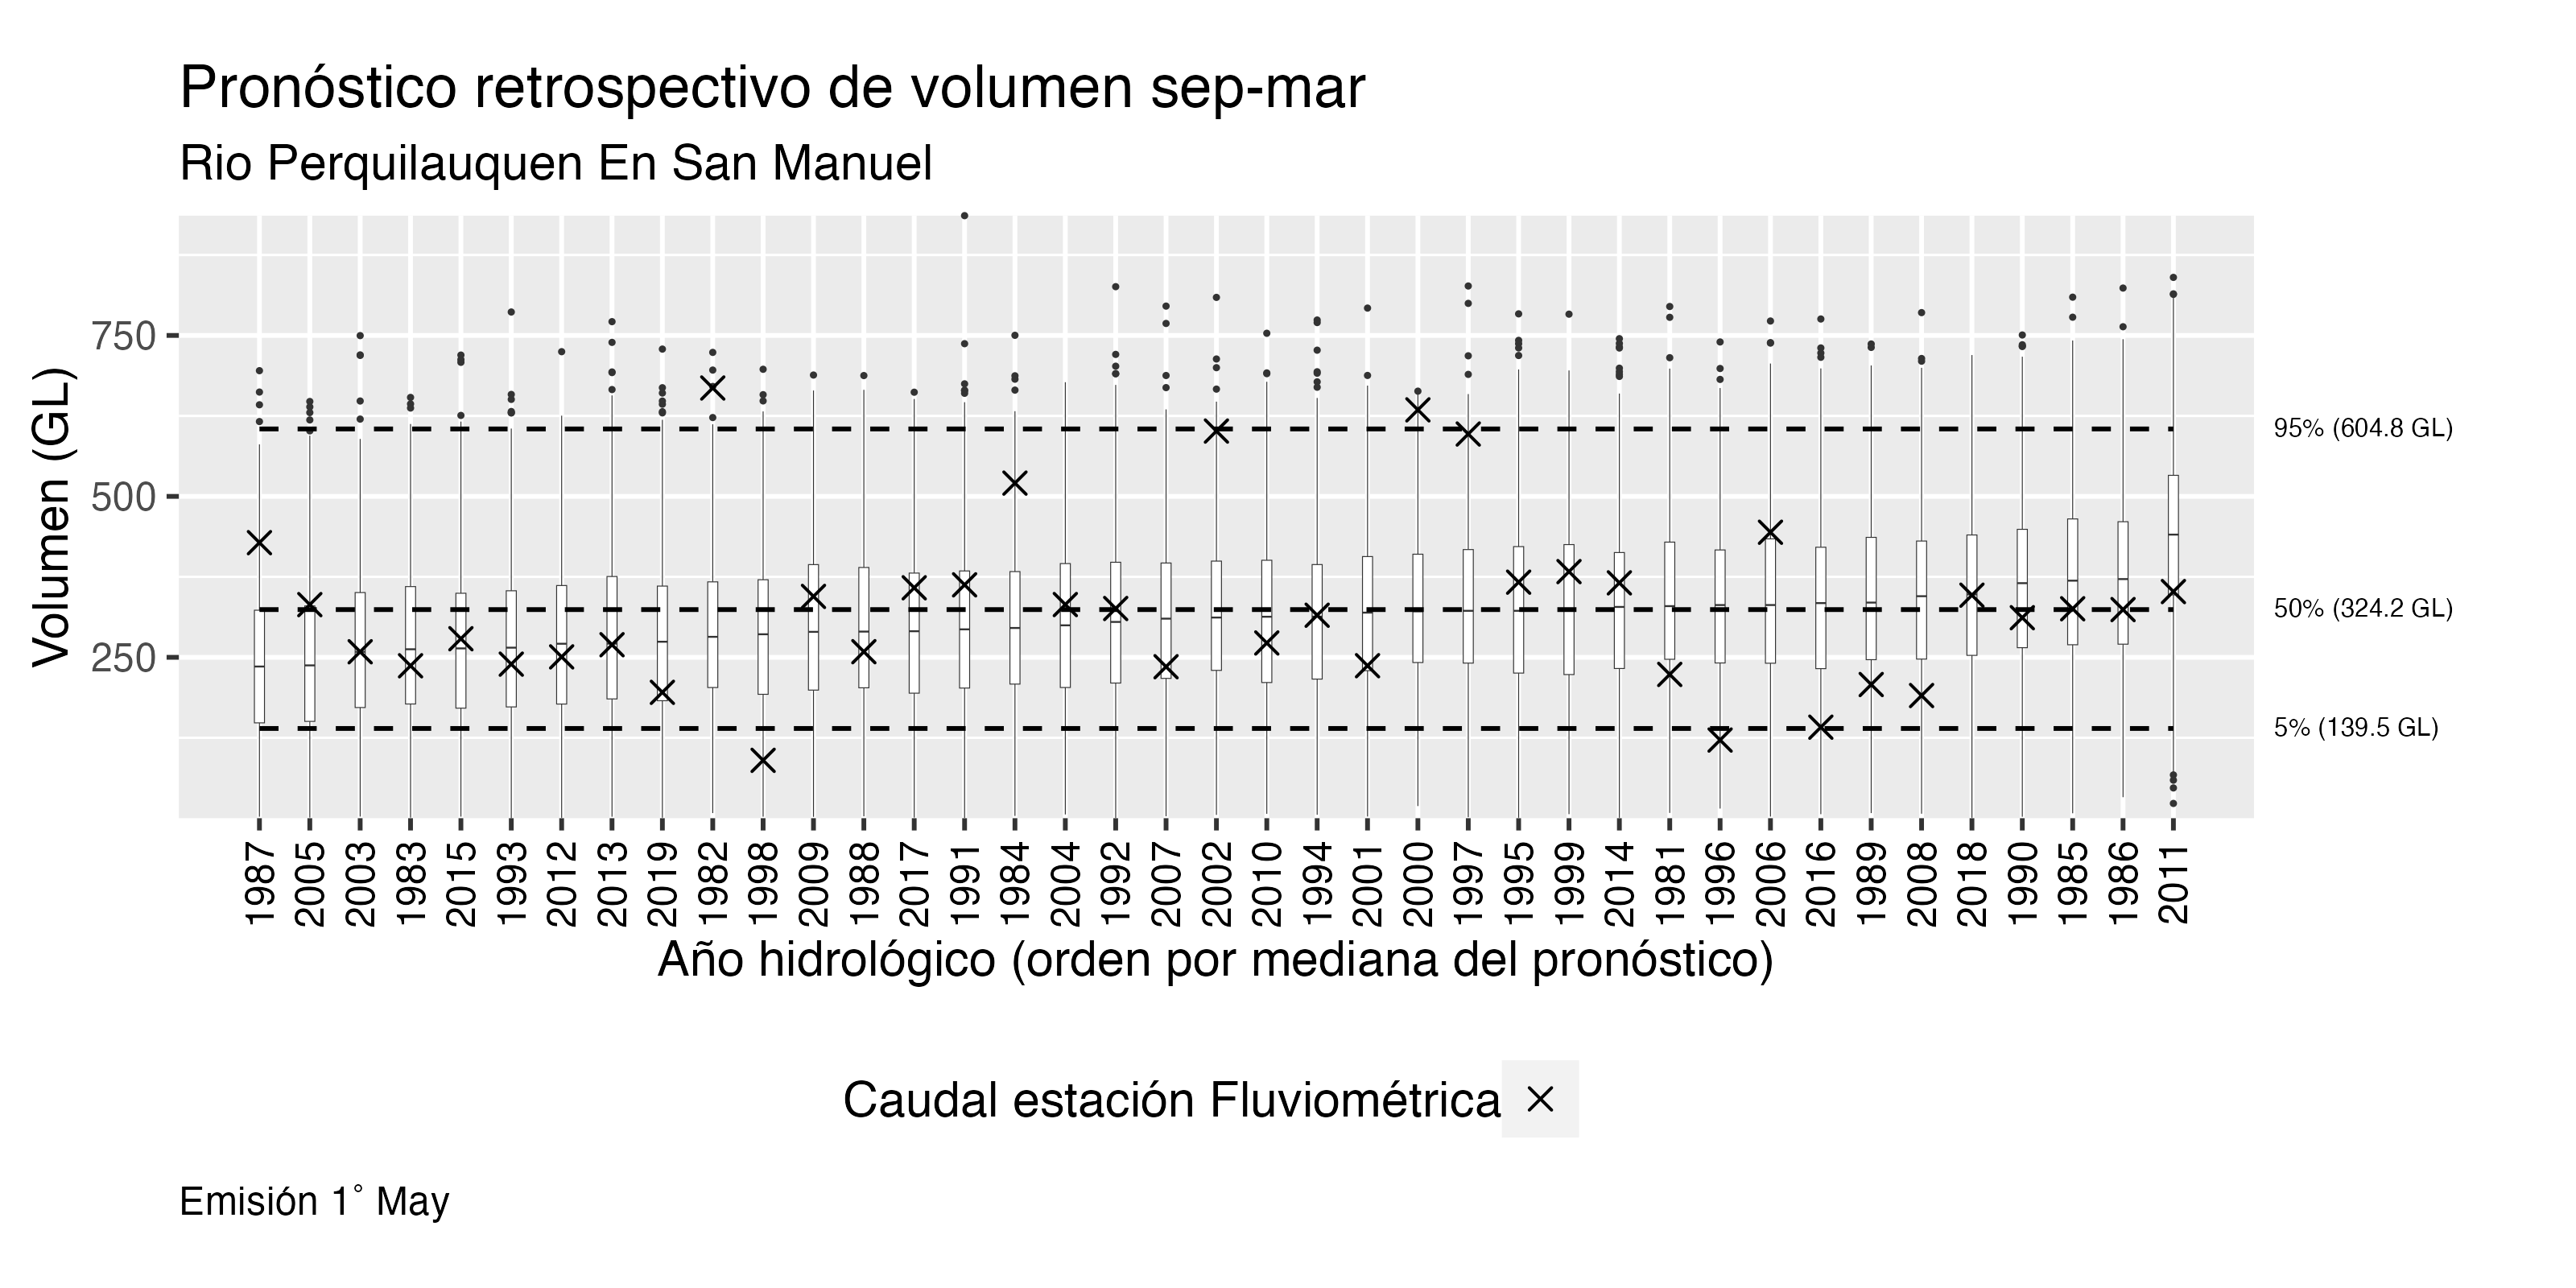 Pronóstico retrospectivo de volumen sep-mar
Rio Perquilauquen En San Manuel
Volumen (GL)
750
500
250
95% (604.8 GL)
50% (324.2 GL)
5% (139.5 GL)
1987 2005 2003 1983 2015 1993 2012 2013 2019 1982 1998 2009 1988 2017 1991 1984 2004 1992 2007 2002 2010 1994 2001 2000 1997 1995 1999 2014 1981 1996 2006 2016 1989 2008 2018 1990 1985 1986 2011
Año hidrológico (orden por mediana del pronóstico)
Caudal estación Fluviométrica
Emisión 1° May